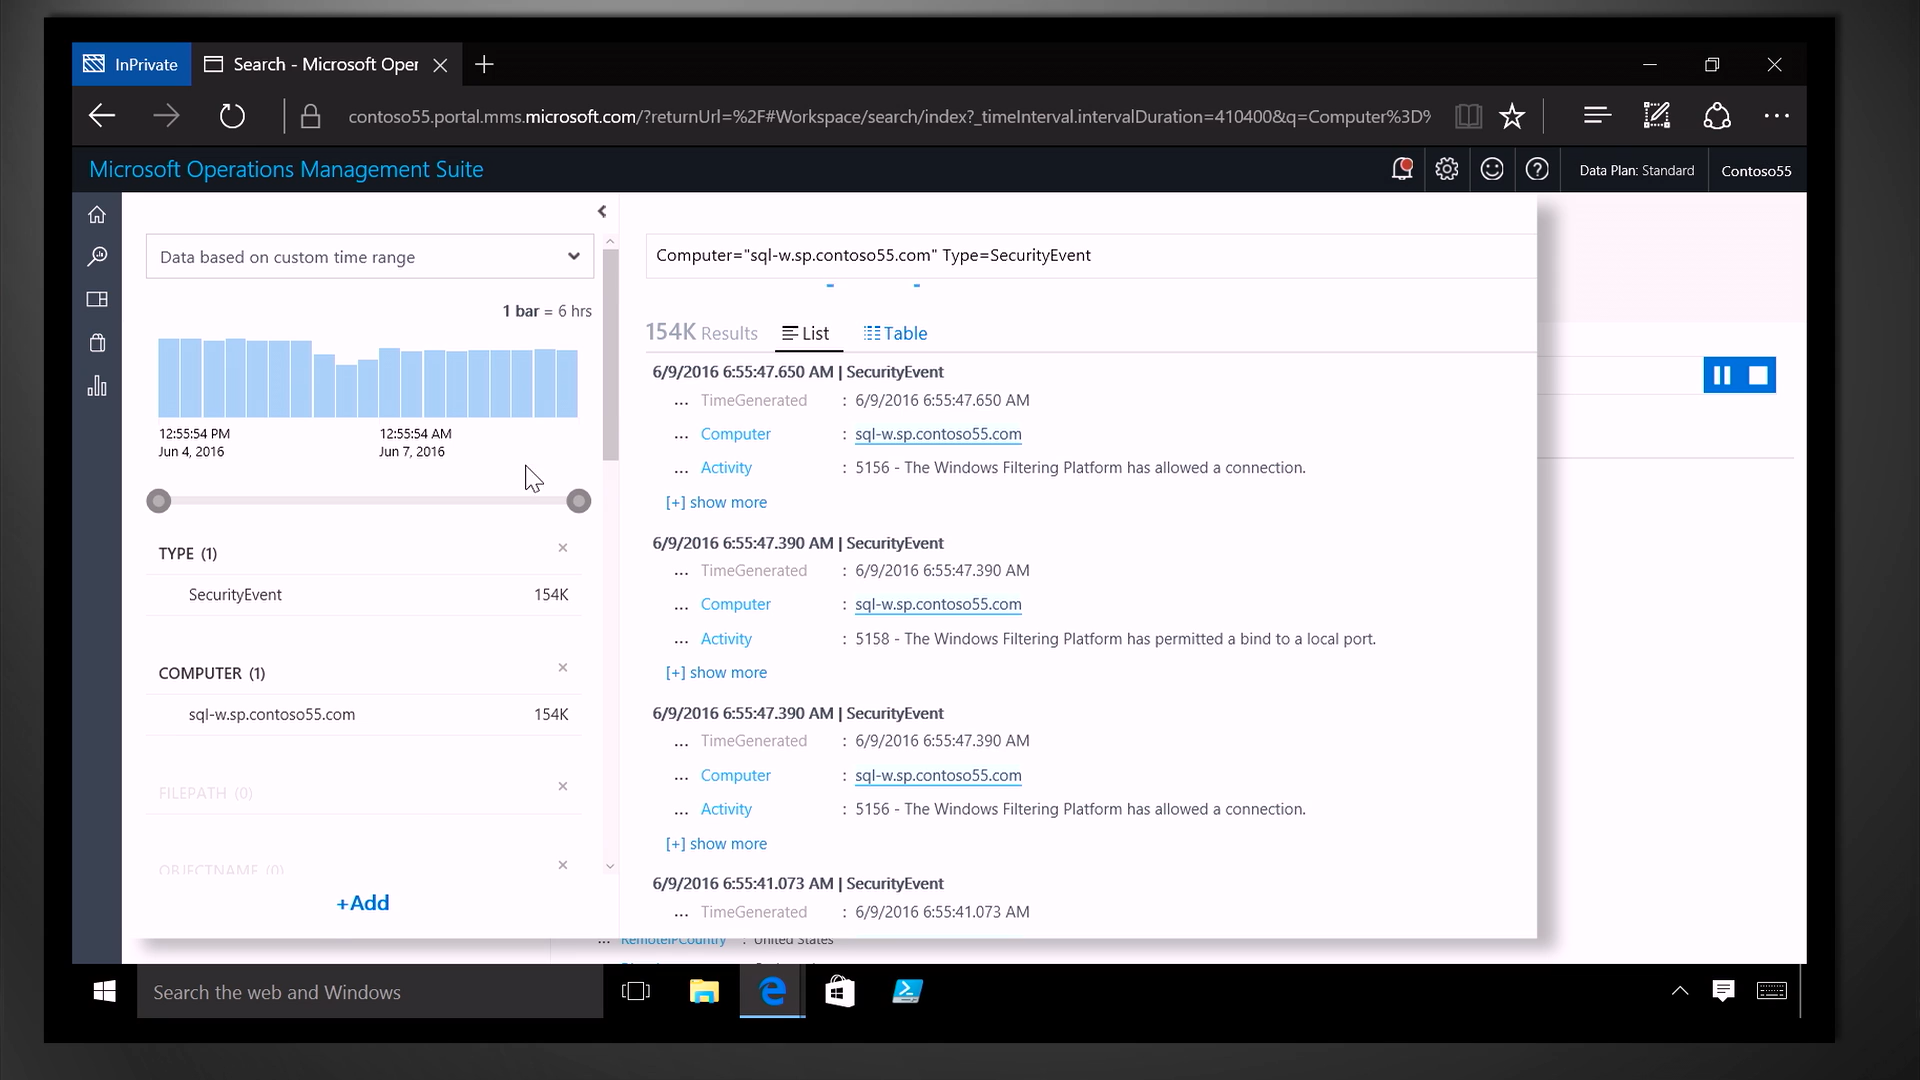 InPrivate
Search - Microsoft Oper
contoso55.portal.mms.microsoft.com/?returnUrl=%2F#Workspace/search/index?_timeInterval.intervalDuration=410400&q=Computer%3D%
Microsoft Operations Management Suite
Data Plan: Standard
Contoso55
Data based on custom time range
1 bar = 6 hrs
12:55:54 PM
Jun 4, 2016
12:55:54 AM
Jun 7, 2016
TYPE (1)
SecurityEvent 154K
COMPUTER (1)
sql-w.sp.contoso55.com 154K
FILEPATH (0)
OBJECTNAME (0)
+Add
Computer="sql-w.sp.contoso55.com" Type=SecurityEvent
154K Results List Table
6/9/2016 6:55:47.650 AM | SecurityEvent
... TimeGenerated : 6/9/2016 6:55:47.650 AM
... Computer : sql-w.sp.contoso55.com
... Activity : 5156 - The Windows Filtering Platform has allowed a connection.
[+] show more
6/9/2016 6:55:47.390 AM | SecurityEvent
... TimeGenerated : 6/9/2016 6:55:47.390 AM
... Computer : sql-w.sp.contoso55.com
... Activity : 5158 - The Windows Filtering Platform has permitted a bind to a local port.
[+] show more
6/9/2016 6:55:47.390 AM | SecurityEvent
... TimeGenerated : 6/9/2016 6:55:47.390 AM
... Computer : sql-w.sp.contoso55.com
... Activity : 5156 - The Windows Filtering Platform has allowed a connection.
[+] show more
6/9/2016 6:55:41.073 AM | SecurityEvent
... TimeGenerated : 6/9/2016 6:55:41.073 AM
... RemoteIPCountry : United States
Search the web and Windows